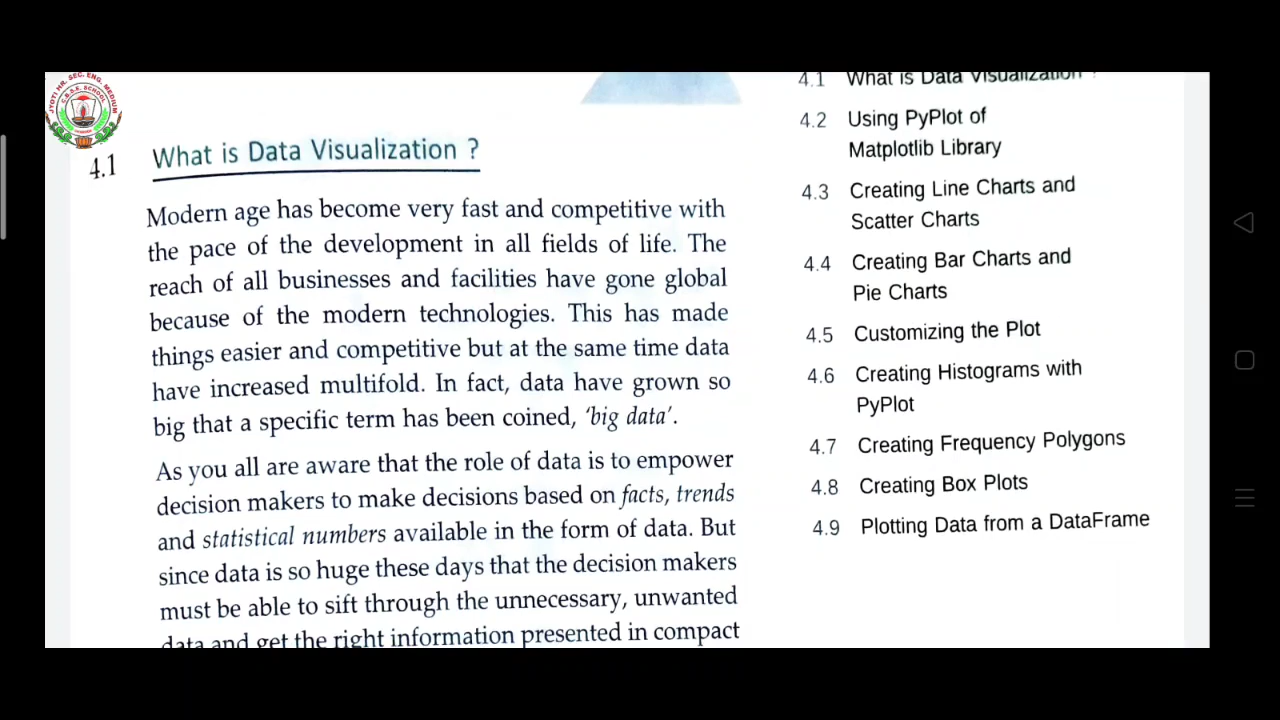 JYOTI HR. SEC. ENG. MEDIUM
C.B.S.E. SCHOOL
4.1 What is Data Visualization ?
Modern age has become very fast and competitive with
the pace of the development in all fields of life. The
reach of all businesses and facilities have gone global
because of the modern technologies. This has made
things easier and competitive but at the same time data
have increased multifold. In fact, data have grown so
big that a specific term has been coined, 'big data'.
As you all are aware that the role of data is to empower
decision makers to make decisions based on facts, trends
and statistical numbers available in the form of data. But
since data is so huge these days that the decision makers
must be able to sift through the unnecessary, unwanted
data and get the right information presented in compact
4.1 What is Data Visualization ?
4.2 Using PyPlot of
Matplotlib Library
4.3 Creating Line Charts and
Scatter Charts
4.4 Creating Bar Charts and
Pie Charts
4.5 Customizing the Plot
4.6 Creating Histograms with
PyPlot
4.7 Creating Frequency Polygons
4.8 Creating Box Plots
4.9 Plotting Data from a DataFrame